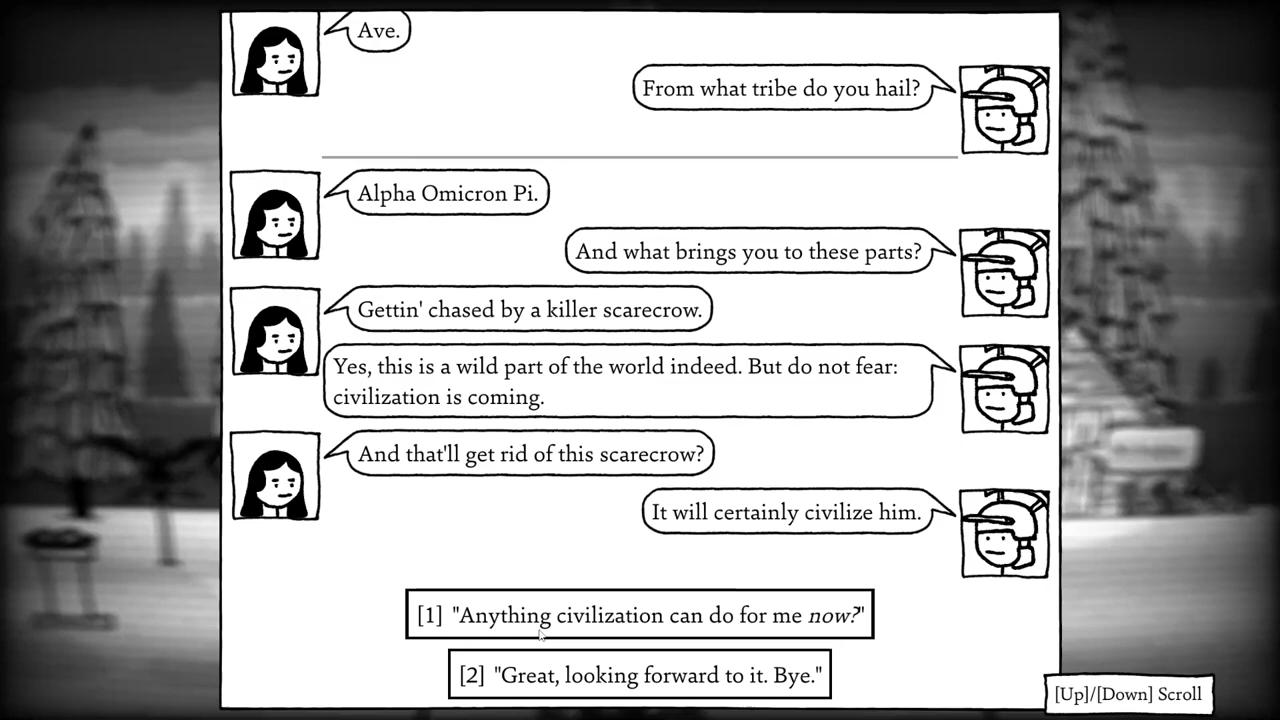 Ave.
From what tribe do you hail?
Alpha Omicron Pi.
And what brings you to these parts?
Gettin' chased by a killer scarecrow.
Yes, this is a wild part of the world indeed. But do not fear:
civilization is coming.
And that'll get rid of this scarecrow?
It will certainly civilize him.
[1] "Anything civilization can do for me now?"
[2] "Great, looking forward to it. Bye."
[Up]/[Down] Scroll